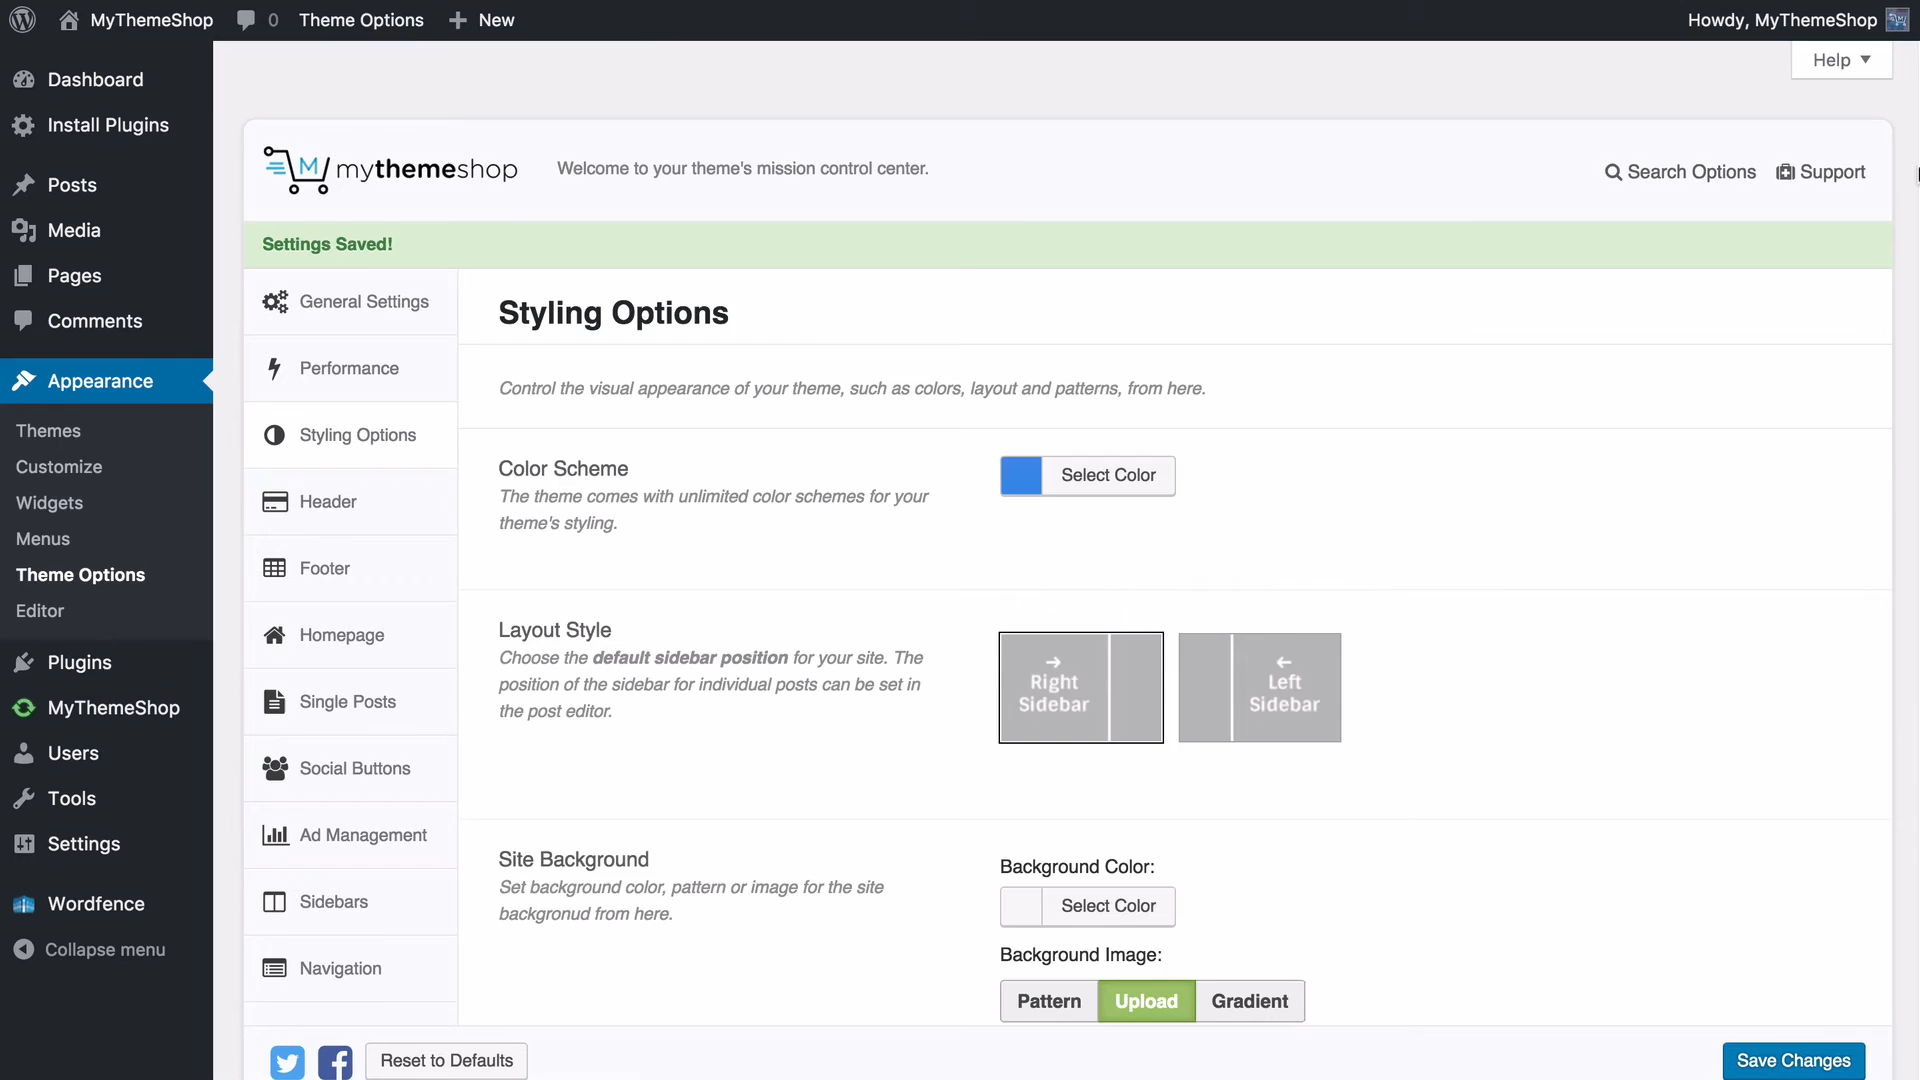 MyThemeShop
0
Theme Options
New
Howdy, MyThemeShop
Help
Dashboard
Install Plugins
Posts
Media
Pages
Comments
Appearance
Themes
Customize
Widgets
Menus
Theme Options
Editor
Plugins
MyThemeShop
Users
Tools
Settings
Wordfence
Collapse menu
M mythemeshop
Welcome to your theme's mission control center.
Search Options
Support
Settings Saved!
General Settings
Performance
Styling Options
Header
Footer
Homepage
Single Posts
Social Buttons
Ad Management
Sidebars
Navigation
Styling Options
Control the visual appearance of your theme, such as colors, layout and patterns, from here.
Color Scheme
The theme comes with unlimited color schemes for your
theme's styling.
Select Color
Layout Style
Choose the default sidebar position for your site. The
position of the sidebar for individual posts can be set in
the post editor.
Right
Sidebar
Left
Sidebar
Site Background
Set background color, pattern or image for the site
backgronud from here.
Background Color:
Select Color
Background Image:
Pattern
Upload
Gradient
Reset to Defaults
Save Changes